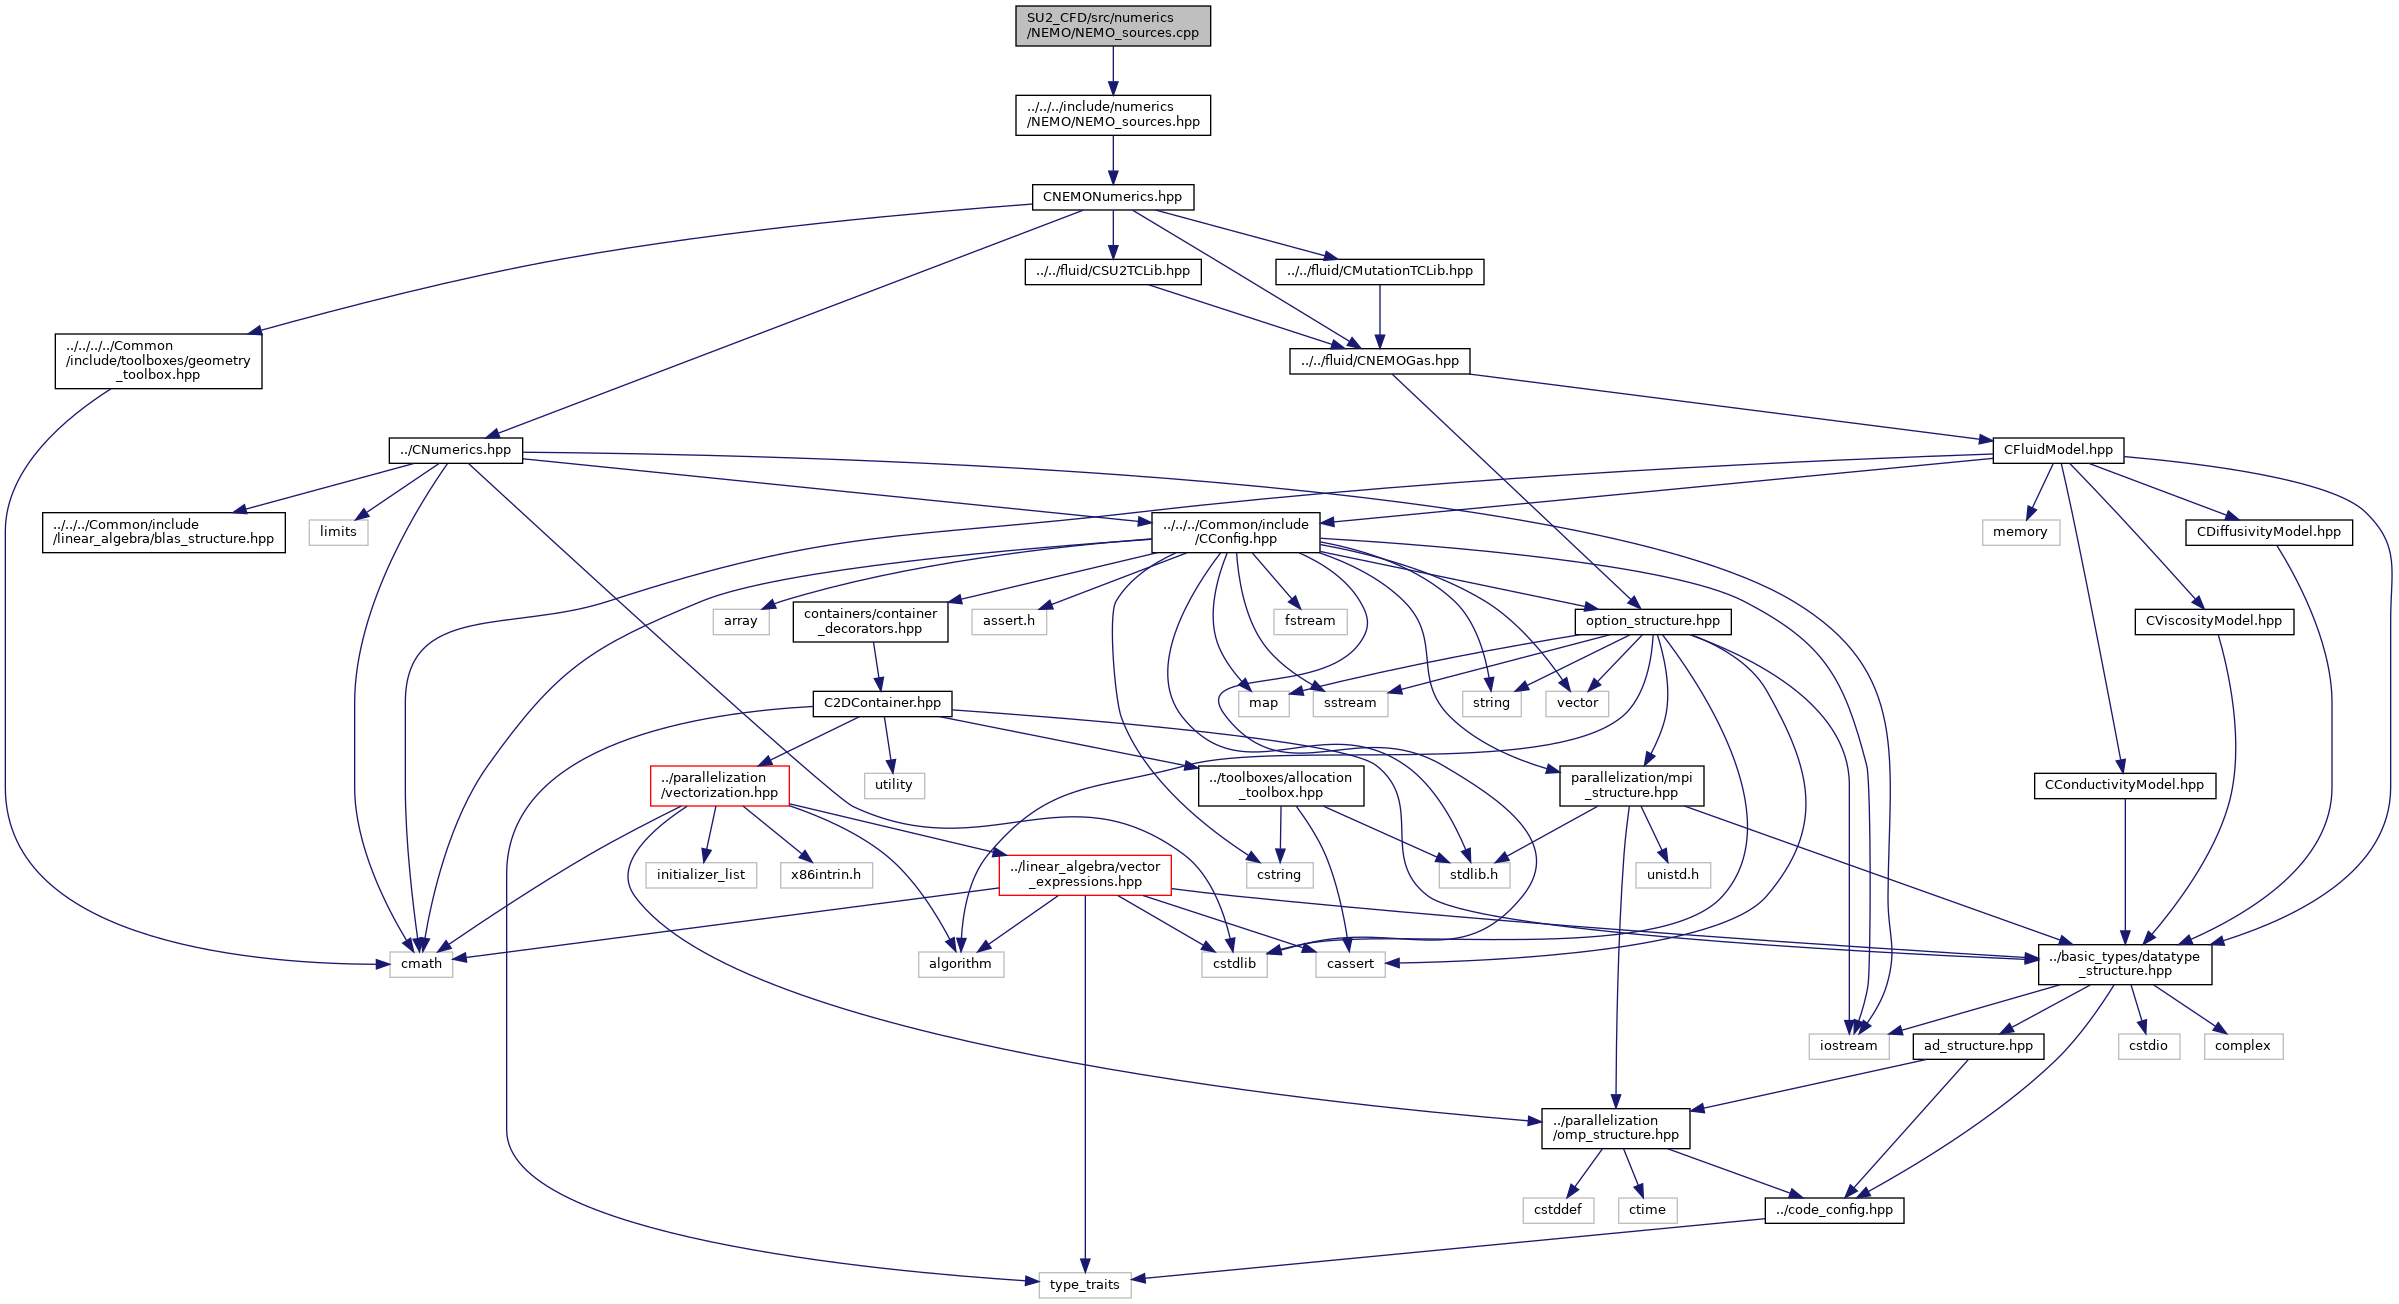 SU2_CFD/src/numerics
/NEMO/NEMO_sources.cpp
../../../include/numerics
/NEMO/NEMO_sources.hpp
CNEMONumerics.hpp
../../fluid/CSU2TCLib.hpp
../../fluid/CMutationTCLib.hpp
../../../../Common
/include/toolboxes/geometry
_toolbox.hpp
../../fluid/CNEMOGas.hpp
../CNumerics.hpp
CFluidModel.hpp
../../../Common/include
/linear_algebra/blas_structure.hpp
limits
../../../Common/include
/CConfig.hpp
memory
CDiffusivityModel.hpp
array
containers/container
_decorators.hpp
assert.h
fstream
option_structure.hpp
CViscosityModel.hpp
C2DContainer.hpp
map
sstream
string
vector
../parallelization
/vectorization.hpp
utility
../toolboxes/allocation
_toolbox.hpp
parallelization/mpi
_structure.hpp
CConductivityModel.hpp
initializer_list
x86intrin.h
../linear_algebra/vector
_expressions.hpp
cstring
stdlib.h
unistd.h
cmath
algorithm
cstdlib
cassert
../basic_types/datatype
_structure.hpp
iostream
ad_structure.hpp
cstdio
complex
../parallelization
/omp_structure.hpp
cstddef
ctime
../code_config.hpp
type_traits